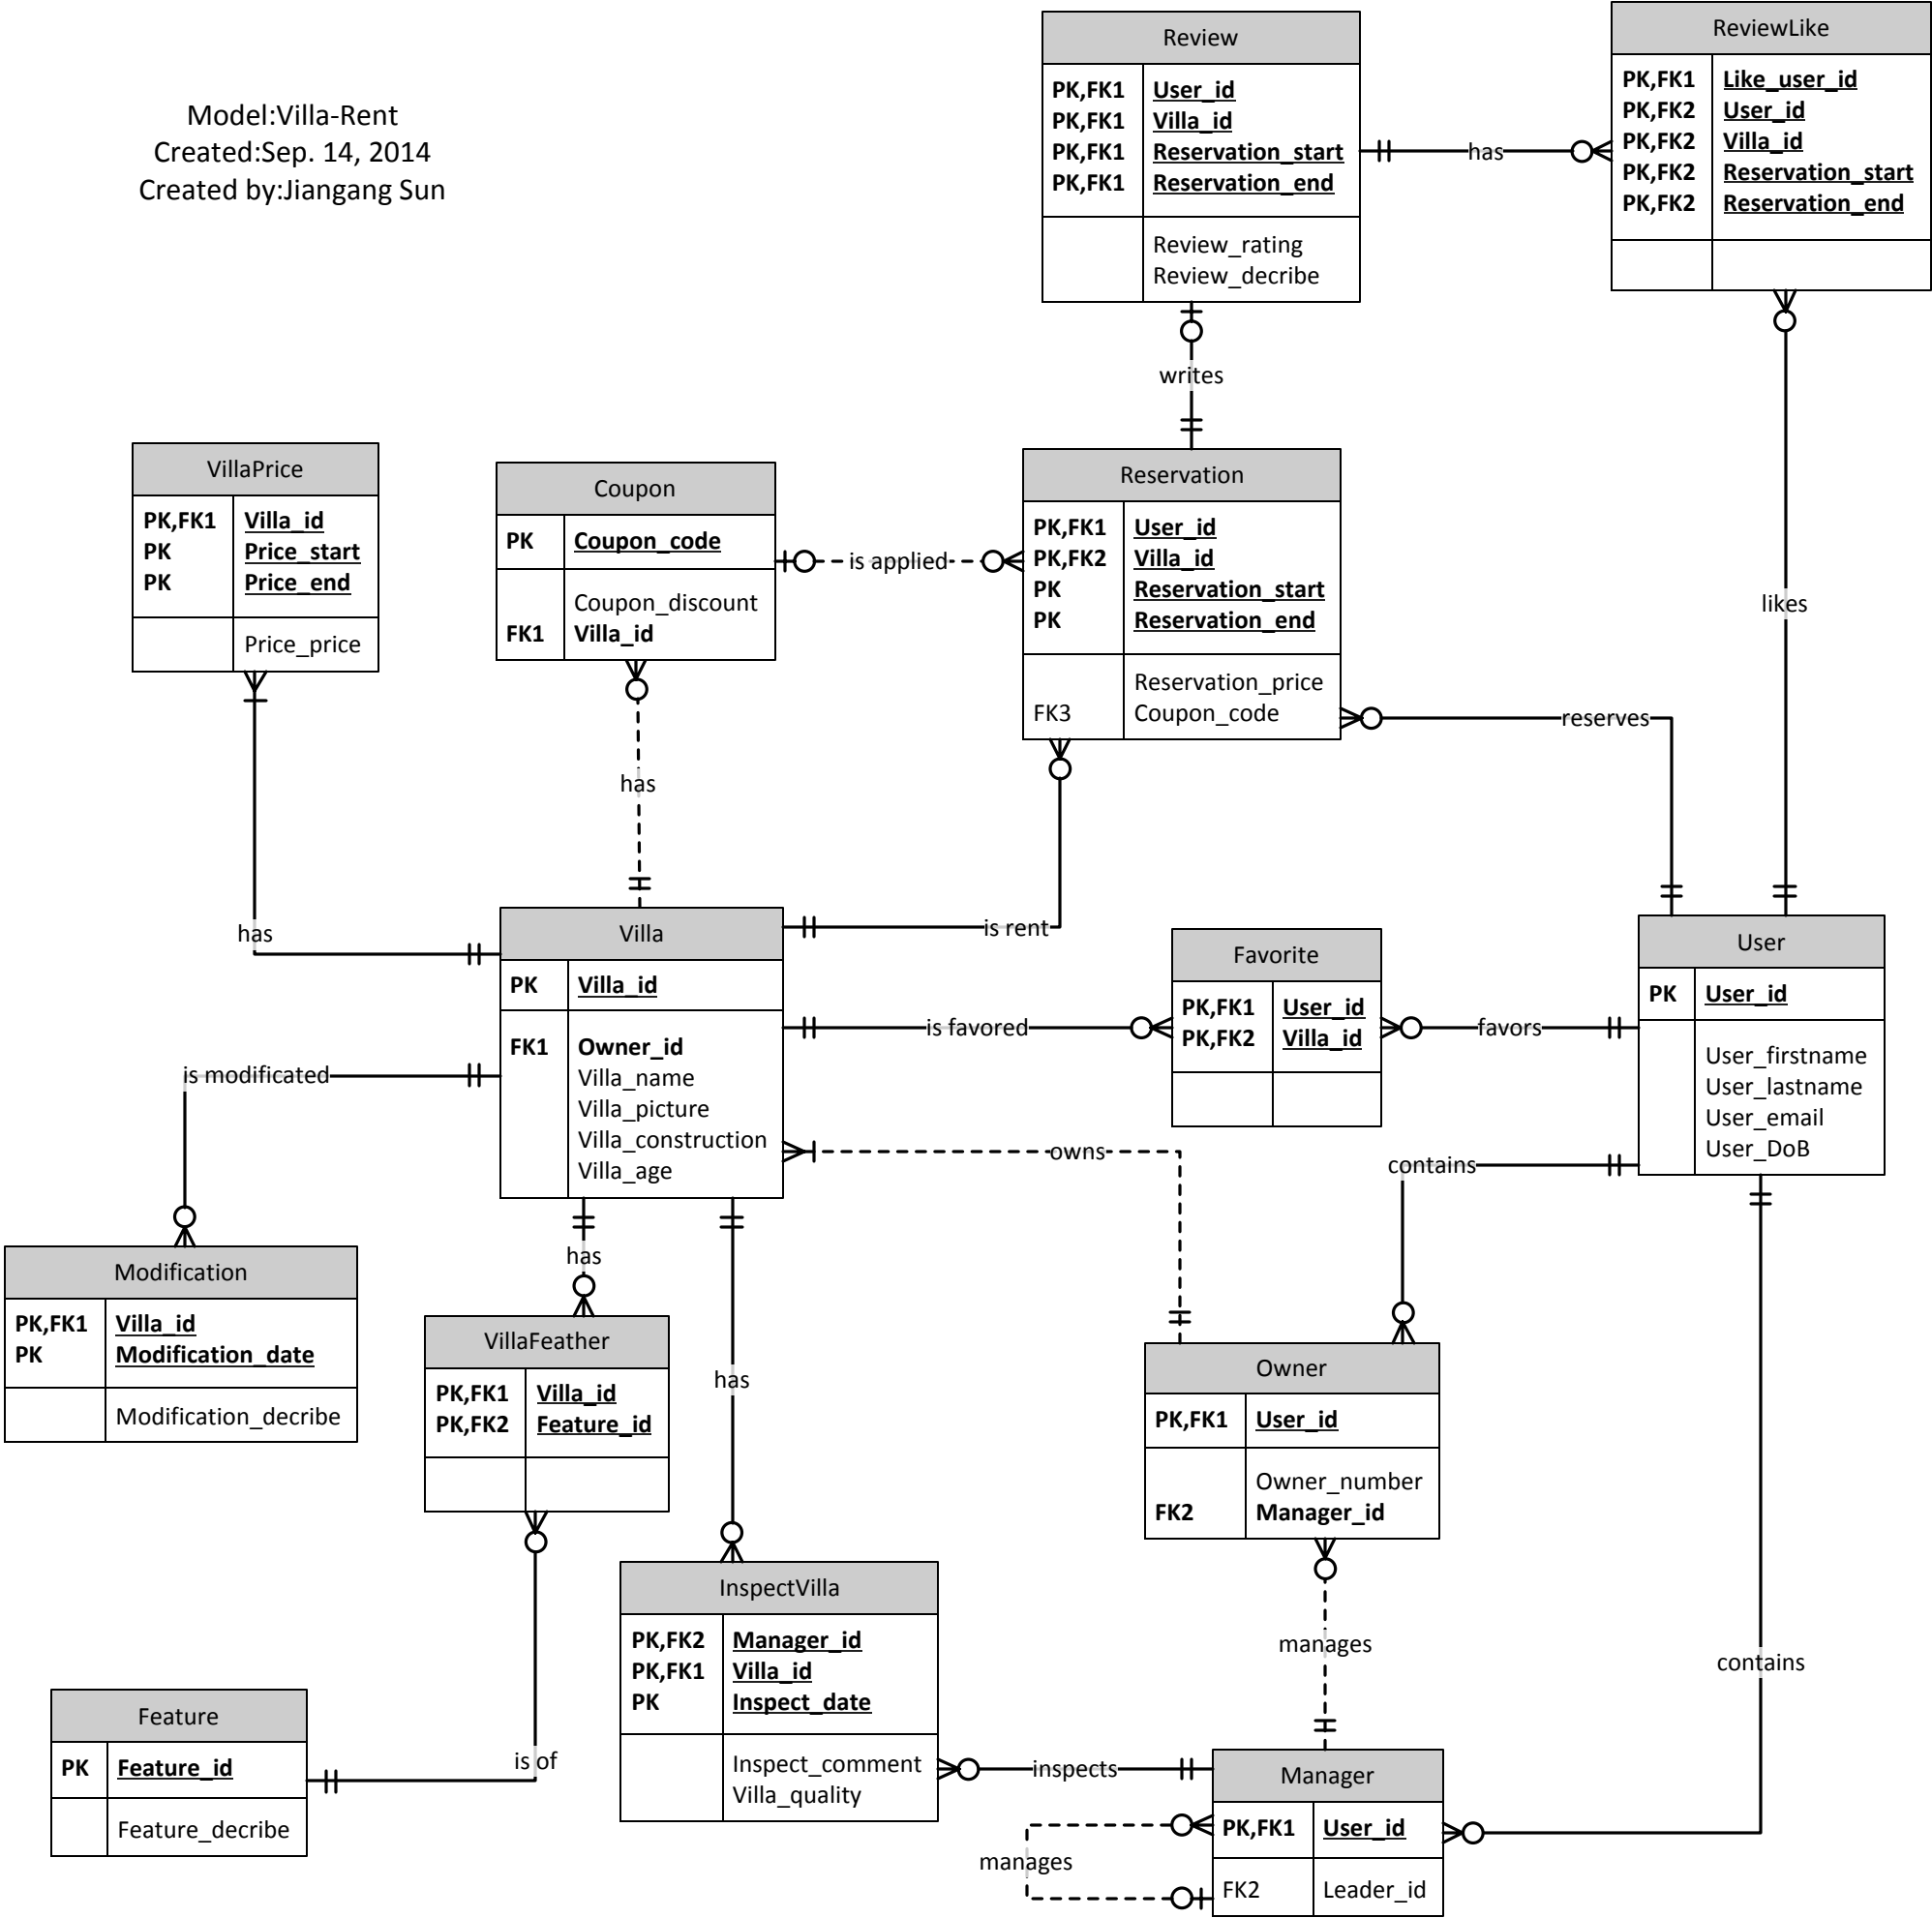 Model:Villa-Rent
Created:Sep. 14, 2014
Created by:Jiangang Sun
Review
PK,FK1 User_id
PK,FK1 Villa_id
PK,FK1 Reservation_start
PK,FK1 Reservation_end
Review_rating
Review_decribe
has
ReviewLike
PK,FK1 Like_user_id
PK,FK2 User_id
PK,FK2 Villa_id
PK,FK2 Reservation_start
PK,FK2 Reservation_end
writes
likes
VillaPrice
PK,FK1 Villa_id
PK Price_start
PK Price_end
Price_price
has
Coupon
PK Coupon_code
Coupon_discount
FK1 Villa_id
is applied
has
Reservation
PK,FK1 User_id
PK,FK2 Villa_id
PK Reservation_start
PK Reservation_end
Reservation_price
FK3 Coupon_code
reserves
is rent
Villa
PK Villa_id
FK1 Owner_id
Villa_name
Villa_picture
Villa_construction
Villa_age
is favored
Favorite
PK,FK1 User_id
PK,FK2 Villa_id
favors
User
PK User_id
User_firstname
User_lastname
User_email
User_DoB
is modificated
owns
contains
Modification
PK,FK1 Villa_id
PK Modification_date
Modification_decribe
has
VillaFeather
PK,FK1 Villa_id
PK,FK2 Feature_id
has
Owner
PK,FK1 User_id
Owner_number
FK2 Manager_id
InspectVilla
PK,FK2 Manager_id
PK,FK1 Villa_id
PK Inspect_date
Inspect_comment
Villa_quality
manages
contains
Feature
PK Feature_id
Feature_decribe
is of
inspects
Manager
PK,FK1 User_id
FK2 Leader_id
manages